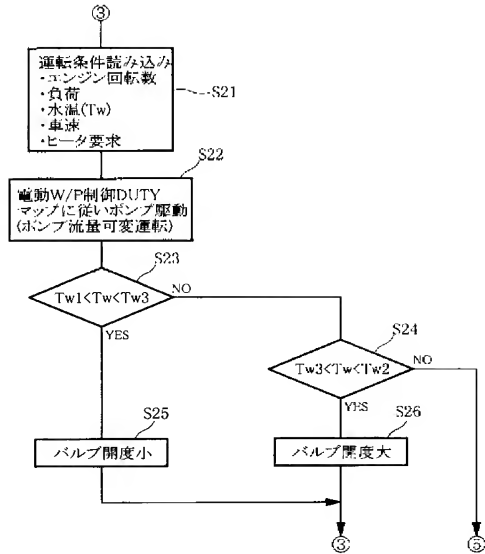 ③
運転条件読み込み
・エンジン回転数
・負荷
・水温(Tw)
・車速
・ヒータ要求
S21
S22
電動W/P制御DUTY
マップに従いポンプ駆動
(ポンプ流量可変運転)
S23
Tw1<Tw<Tw3
NO
YES
S24
Tw3<Tw<Tw2
NO
YES
S25
バルブ開度小
S26
バルブ開度大
③
⑤